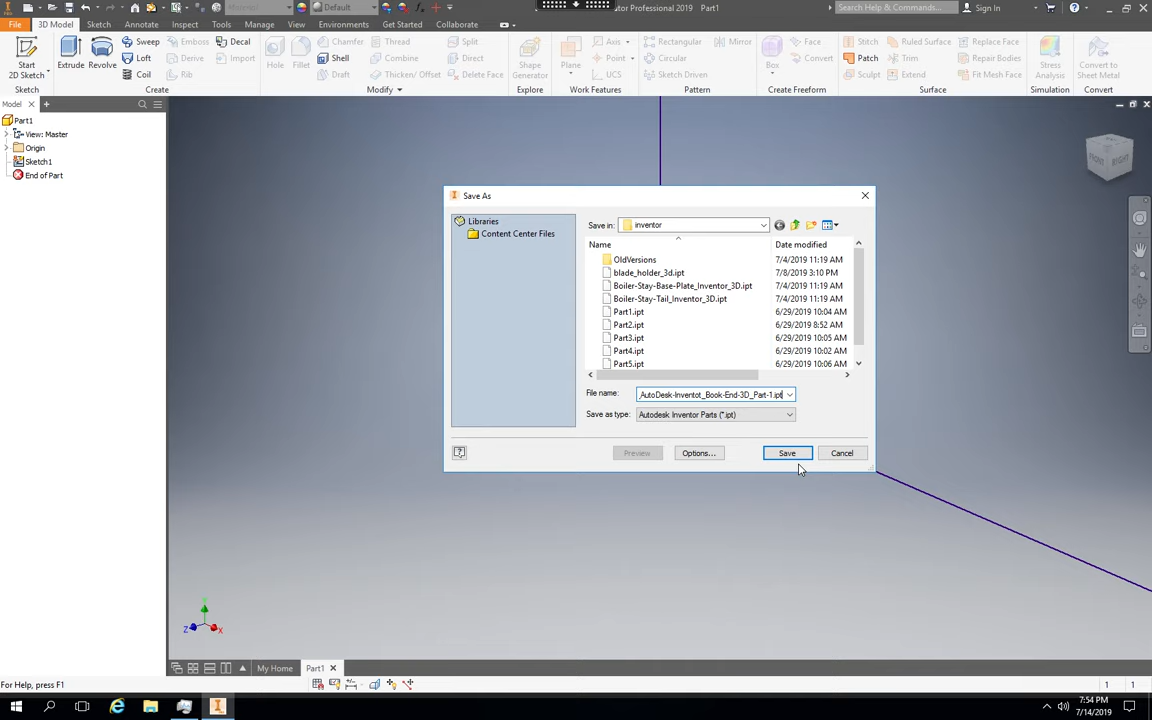 Material
Default
tor Professional 2019 Part1
Search Help & Commands...
Sign In
File
3D Model
Sketch
Annotate
Inspect
Tools
Manage
View
Environments
Get Started
Collaborate
Start
2D Sketch
Sketch
Extrude
Revolve
Sweep
Loft
Coil
Emboss
Derive
Rib
Decal
Import
Create
Hole
Fillet
Chamfer
Shell
Draft
Thread
Combine
Thicken/ Offset
Split
Direct
Delete Face
Modify
Shape
Generator
Explore
Plane
Axis
Point
UCS
Work Features
Rectangular
Circular
Sketch Driven
Mirror
Pattern
Box
Face
Convert
Create Freeform
Stitch
Patch
Sculpt
Ruled Surface
Trim
Extend
Replace Face
Repair Bodies
Fit Mesh Face
Surface
Stress
Analysis
Simulation
Convert to
Sheet Metal
Convert
Model
Part1
View: Master
Origin
Sketch1
End of Part
FRONT
RIGHT
Save As
Libraries
Content Center Files
Save in:
inventor
Name
Date modified
OldVersions 7/4/2019 11:19 AM
blade_holder_3d.ipt 7/8/2019 3:10 PM
Boiler-Stay-Base-Plate_Inventor_3D.ipt 7/4/2019 11:19 AM
Boiler-Stay-Tail_Inventor_3D.ipt 7/4/2019 11:19 AM
Part1.ipt 6/29/2019 10:04 AM
Part2.ipt 6/29/2019 8:52 AM
Part3.ipt 6/29/2019 10:05 AM
Part4.ipt 6/29/2019 10:02 AM
Part5.ipt 6/29/2019 10:06 AM
File name:
AutoDesk-Inventot_Book-End-3D_Part-1.ipt
Save as type:
Autodesk Inventor Parts (*.ipt)
Preview
Options...
Save
Cancel
Y
Z
X
My Home
Part1
For Help, press F1
1
1
7:54 PM
7/14/2019